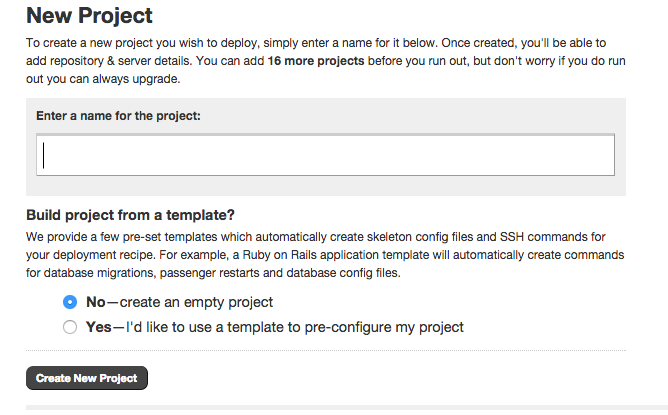 New Project
To create a new project you wish to deploy, simply enter a name for it below. Once created, you'll be able to
add repository & server details. You can add 16 more projects before you run out, but don't worry if you do run
out you can always upgrade.
Enter a name for the project:
Build project from a template?
We provide a few pre-set templates which automatically create skeleton config files and SSH commands for
your deployment recipe. For example, a Ruby on Rails application template will automatically create commands
for database migrations, passenger restarts and database config files.
No—create an empty project
Yes—I'd like to use a template to pre-configure my project
Create New Project